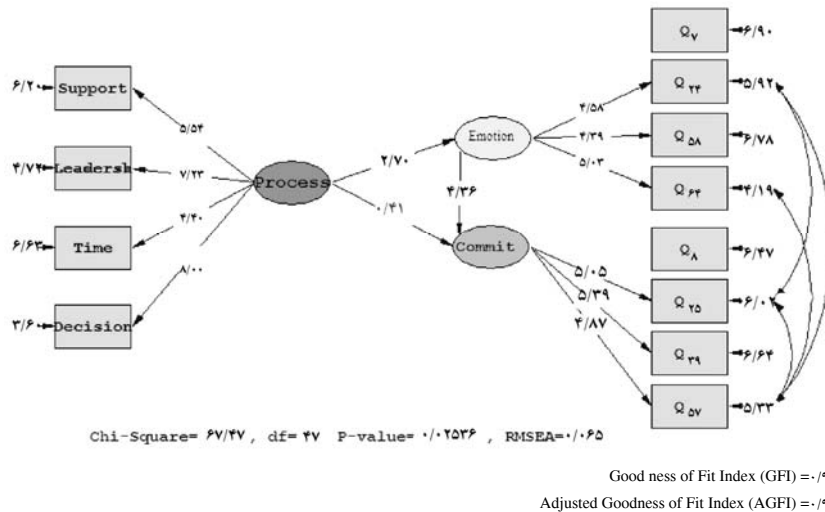 Q۷ ۶/۹۰
۶/۲۰ Support
Q۲۴ ۵/۹۲
۵/۵۴
۴/۵۸
۴/۳۹ Q۵۸ ۶/۷۸
۴/۷۴ Leadersh ۷/۲۳ Process ۲/۷۰ Emotion
۵/۰۳ Q۶۴ ۴/۱۹
۰/۴۱ ۴/۳۶
۶/۶۳ Time ۴/۴۰
Commit Q۸ ۶/۴۷
۸/۰۰
۵/۰۵ Q۲۵
۵/۳۹
۳/۶۰ Decision ۴/۸۷ Q۳۹ ۶/۶۴
Q۵۷ ۵/۳۳
Chi-Square= ۶۷/۴۷, df= ۴۷ P-value= ۰/۰۲۵۳۶ , RMSEA=۰/۰۶۵
Good ness of Fit Index (GFI) =۰/
Adjusted Goodness of Fit Index (AGFI) =۰/